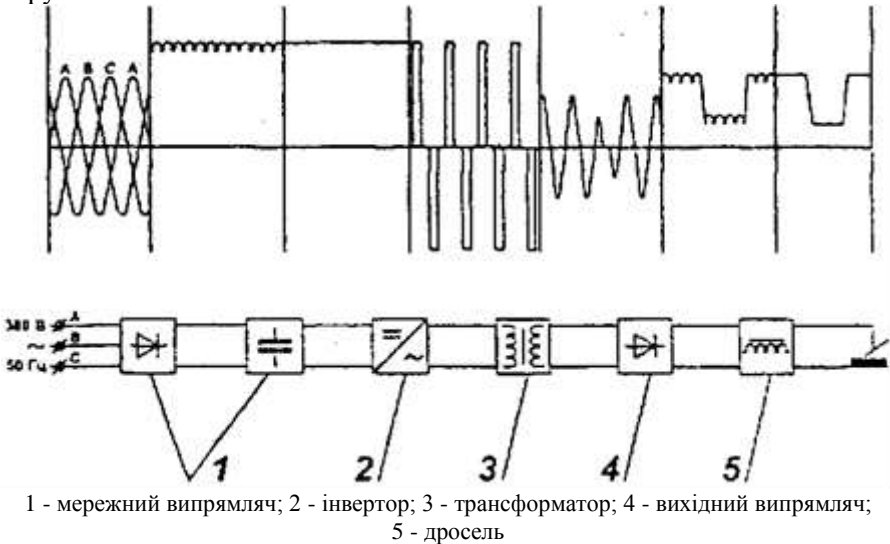 A B C A
380 В
A
~
B
50 Гц
C
1 2 3 4 5
1 - мережний випрямляч; 2 - інвертор; 3 - трансформатор; 4 - вихідний випрямляч;
5 - дросель